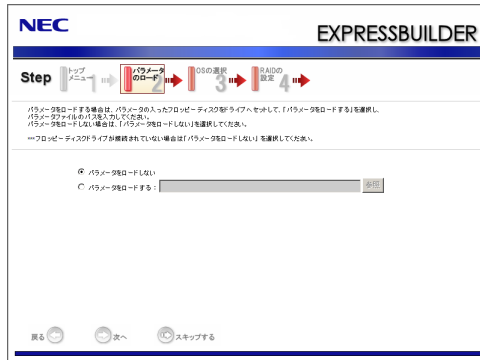 NEC
EXPRESSBUILDER
Step トップメニュー 1 パラメータのロード 2 OSの選択 3 RAIDの設定 4
パラメータをロードする場合は、パラメータの入ったフロッピーディスクをドライブへセットして、「パラメータをロードする」を選択し、
パラメータファイルのパスを入力してください。
パラメータをロードしない場合は、「パラメータをロードしない」を選択してください。
***フロッピーディスクドライブが接続されていない場合は「パラメータをロードしない」を選択してください。
パラメータをロードしない
パラメータをロードする： 参照
戻る 次へ スキップする